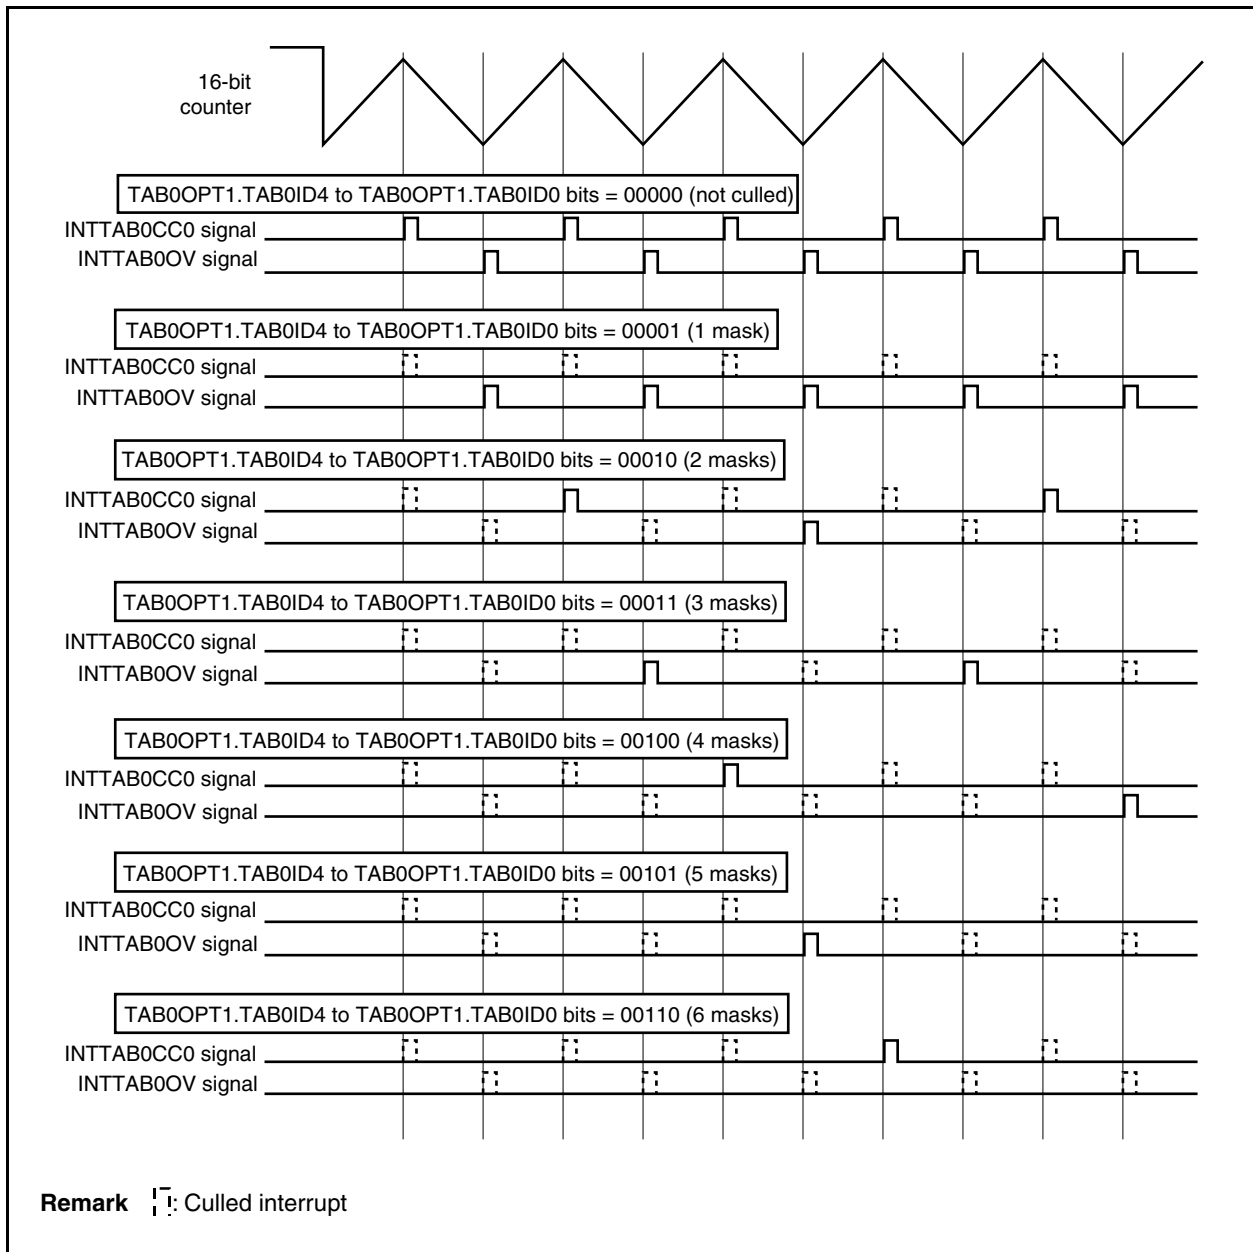 16-bit
counter
TAB0OPT1.TAB0ID4 to TAB0OPT1.TAB0ID0 bits = 00000 (not culled)
INTTAB0CC0 signal
INTTAB0OV signal
TAB0OPT1.TAB0ID4 to TAB0OPT1.TAB0ID0 bits = 00001 (1 mask)
INTTAB0CC0 signal
INTTAB0OV signal
TAB0OPT1.TAB0ID4 to TAB0OPT1.TAB0ID0 bits = 00010 (2 masks)
INTTAB0CC0 signal
INTTAB0OV signal
TAB0OPT1.TAB0ID4 to TAB0OPT1.TAB0ID0 bits = 00011 (3 masks)
INTTAB0CC0 signal
INTTAB0OV signal
TAB0OPT1.TAB0ID4 to TAB0OPT1.TAB0ID0 bits = 00100 (4 masks)
INTTAB0CC0 signal
INTTAB0OV signal
TAB0OPT1.TAB0ID4 to TAB0OPT1.TAB0ID0 bits = 00101 (5 masks)
INTTAB0CC0 signal
INTTAB0OV signal
TAB0OPT1.TAB0ID4 to TAB0OPT1.TAB0ID0 bits = 00110 (6 masks)
INTTAB0CC0 signal
INTTAB0OV signal
Remark : Culled interrupt